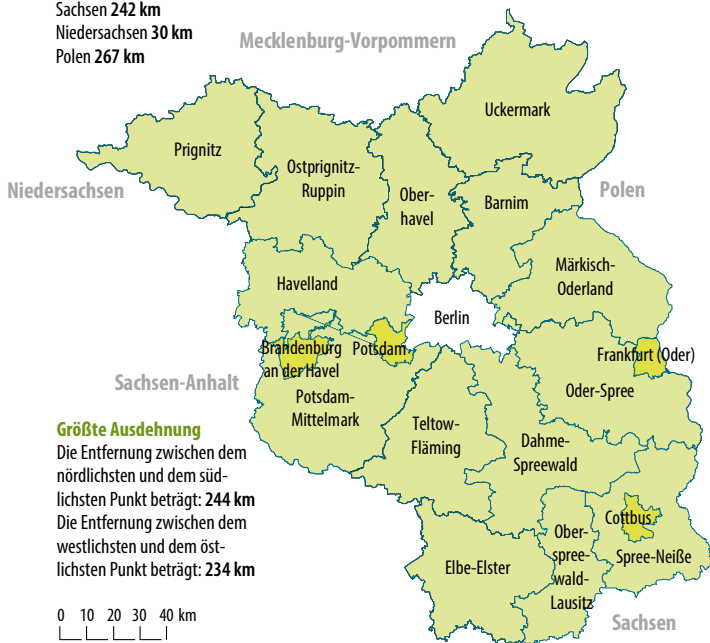 Sachsen 242 km
Niedersachsen 30 km
Polen 267 km
Mecklenburg-Vorpommern
Uckermark
Prignitz
Ostprignitz-
Ruppin
Ober-
havel
Barnim
Niedersachsen
Polen
Märkisch-
Oderland
Havelland
Berlin
Brandenburg
an der Havel
Potsdam
Frankfurt (Oder)
Sachsen-Anhalt
Potsdam-
Mittelmark
Oder-Spree
Teltow-
Fläming
Dahme-
Spreewald
Größte Ausdehnung
Die Entfernung zwischen dem
nördlichsten und dem süd-
lichsten Punkt beträgt: 244 km
Die Entfernung zwischen dem
westlichsten und dem öst-
lichsten Punkt beträgt: 234 km
Cottbus
Ober-
spree-
wald-
Lausitz
Spree-Neiße
Elbe-Elster
Sachsen
0 10 20 30 40 km